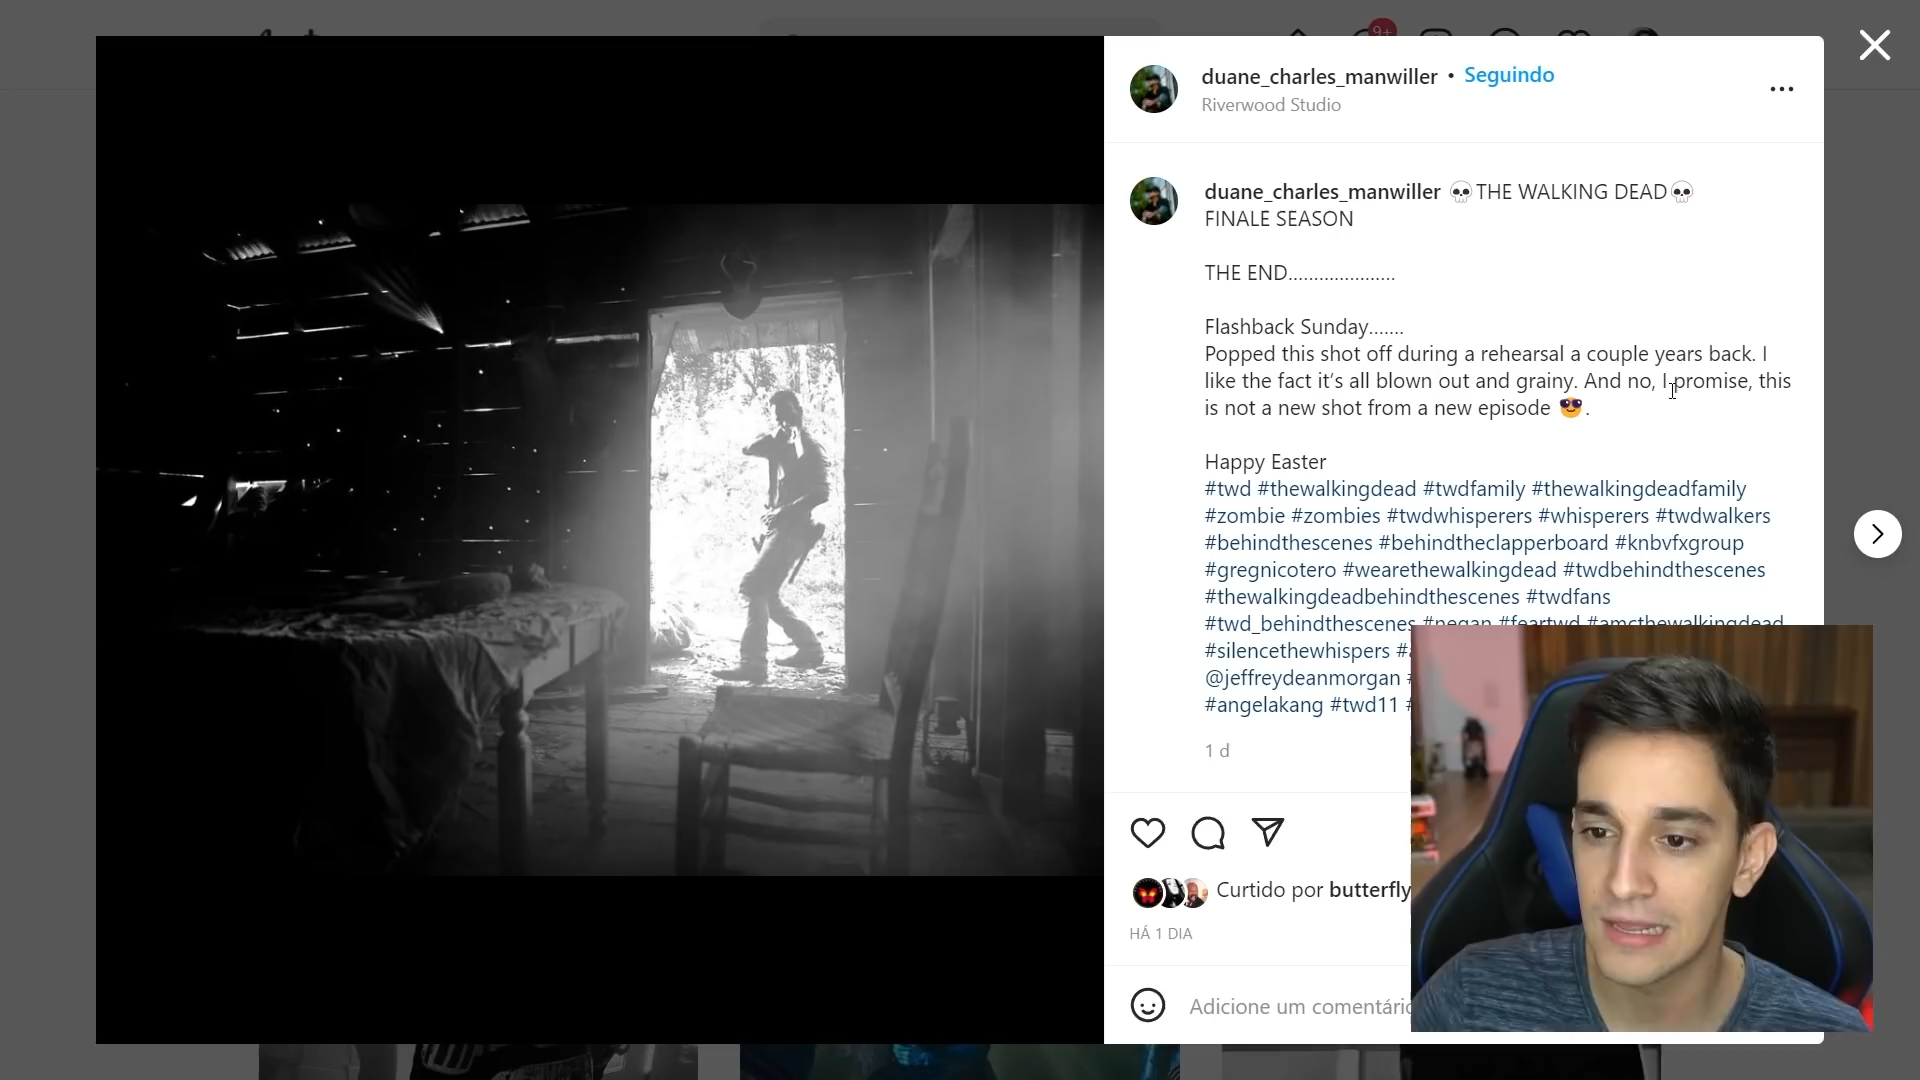 9+
duane_charles_manwiller • Seguindo
Riverwood Studio
duane_charles_manwiller 💀THE WALKING DEAD💀
FINALE SEASON
THE END.....................
Flashback Sunday.......
Popped this shot off during a rehearsal a couple years back. I
like the fact it’s all blown out and grainy. And no, I promise, this
is not a new shot from a new episode 😎.
Happy Easter
#twd #thewalkingdead #twdfamily #thewalkingdeadfamily
#zombie #zombies #twdwhisperers #whisperers #twdwalkers
#behindthescenes #behindtheclapperboard #knbvfxgroup
#gregnicotero #wearethewalkingdead #twdbehindthescenes
#thewalkingdeadbehindthescenes #twdfans
#twd_behindthescenes #negan #feartwd #amcthewalkingdead
#silencethewhispers
@jeffreydeanmorgan
#angelakang #twd11
1 d
Curtido por butterfly
HÁ 1 DIA
Adicione um comentário